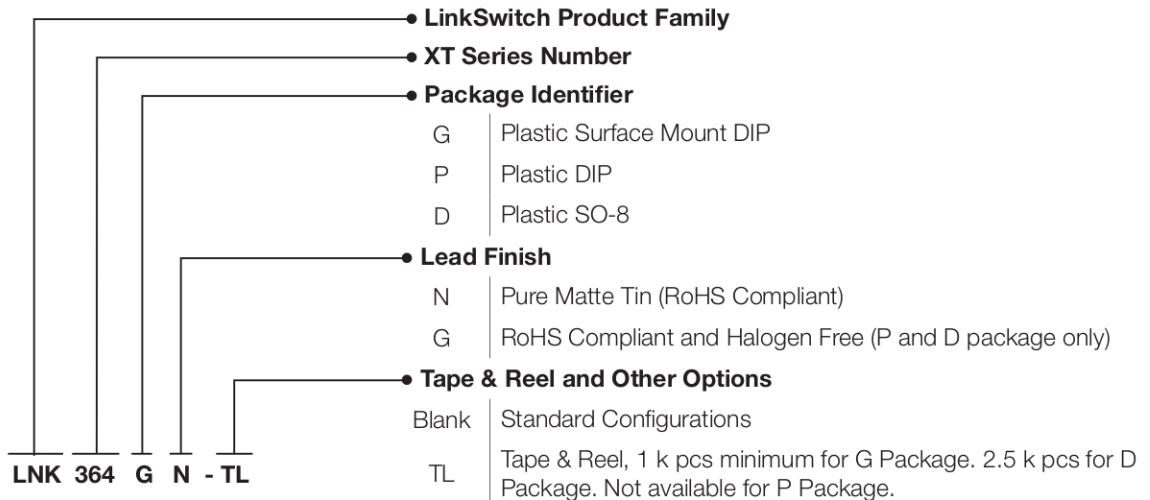 LinkSwitch Product Family
XT Series Number
Package Identifier
G Plastic Surface Mount DIP
P Plastic DIP
D Plastic SO-8
Lead Finish
N Pure Matte Tin (RoHS Compliant)
G RoHS Compliant and Halogen Free (P and D package only)
Tape & Reel and Other Options
Blank Standard Configurations
TL Tape & Reel, 1 k pcs minimum for G Package. 2.5 k pcs for D
Package. Not available for P Package.
LNK 364 G N - TL